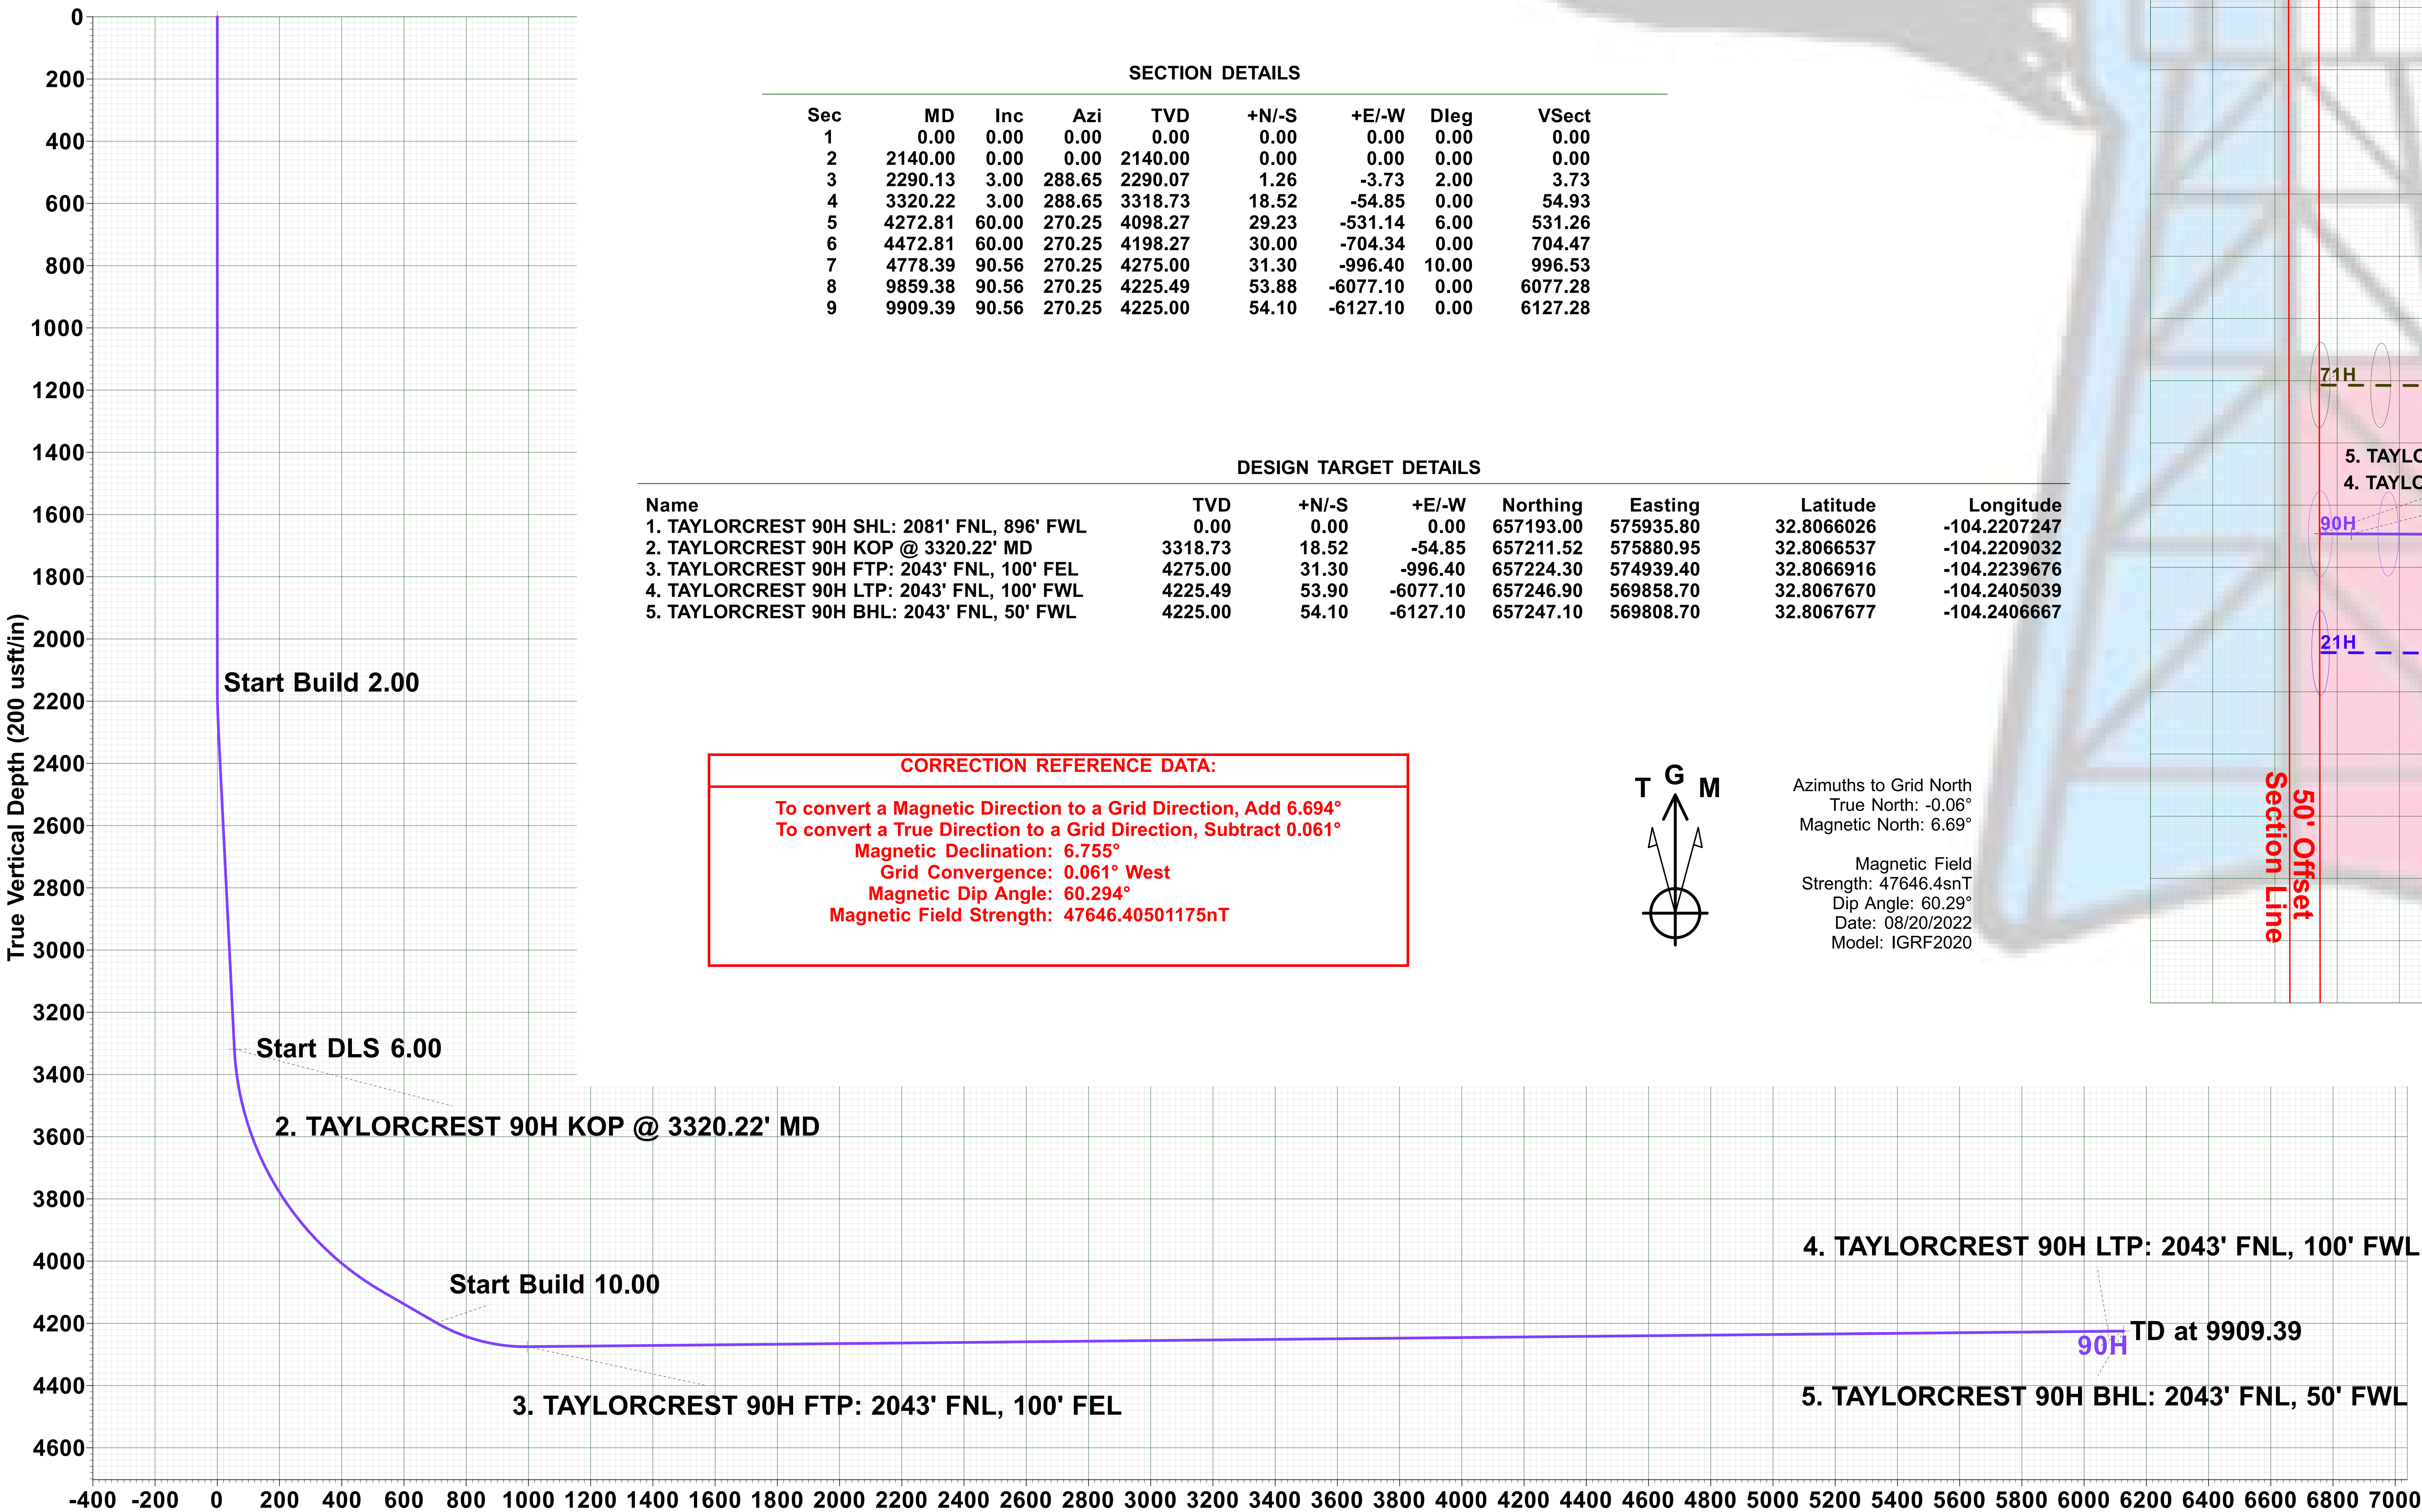 SECTION DETAILS
Sec MD Inc Azi TVD +N/-S +E/-W Dleg VSect
1 0.00 0.00 0.00 0.00 0.00 0.00 0.00 0.00
2 2140.00 0.00 0.00 2140.00 0.00 0.00 0.00 0.00
3 2290.13 3.00 288.65 2290.07 1.26 -3.73 2.00 3.73
4 3320.22 3.00 288.65 3318.73 18.52 -54.85 0.00 54.93
5 4272.81 60.00 270.25 4098.27 29.23 -531.14 6.00 531.26
6 4472.81 60.00 270.25 4198.27 30.00 -704.34 0.00 704.47
7 4778.39 90.56 270.25 4275.00 31.30 -996.40 10.00 996.53
8 9859.38 90.56 270.25 4225.49 53.88 -6077.10 0.00 6077.28
9 9909.39 90.56 270.25 4225.00 54.10 -6127.10 0.00 6127.28
DESIGN TARGET DETAILS
Name TVD +N/-S +E/-W Northing Easting Latitude Longitude
1. TAYLORCREST 90H SHL: 2081' FNL, 896' FWL 0.00 0.00 0.00 657193.00 575935.80 32.8066026 -104.2207247
2. TAYLORCREST 90H KOP @ 3320.22' MD 3318.73 18.52 -54.85 657211.52 575880.95 32.8066537 -104.2209032
3. TAYLORCREST 90H FTP: 2043' FNL, 100' FEL 4275.00 31.30 -996.40 657224.30 574939.40 32.8066916 -104.2239676
4. TAYLORCREST 90H LTP: 2043' FNL, 100' FWL 4225.49 53.90 -6077.10 657246.90 569858.70 32.8067670 -104.2405039
5. TAYLORCREST 90H BHL: 2043' FNL, 50' FWL 4225.00 54.10 -6127.10 657247.10 569808.70 32.8067677 -104.2406667
CORRECTION REFERENCE DATA:
To convert a Magnetic Direction to a Grid Direction, Add 6.694°
To convert a True Direction to a Grid Direction, Subtract 0.061°
Magnetic Declination: 6.755°
Grid Convergence: 0.061° West
Magnetic Dip Angle: 60.294°
Magnetic Field Strength: 47646.40501175nT
T G M
Azimuths to Grid North
True North: -0.06°
Magnetic North: 6.69°
Magnetic Field
Strength: 47646.4snT
Dip Angle: 60.29°
Date: 08/20/2022
Model: IGRF2020
71H
5. TAYLO
4. TAYLO
90H
21H
50' Offset
Section Line
True Vertical Depth (200 usft/in)
0
200
400
600
800
1000
1200
1400
1600
1800
2000
2200
2400
2600
2800
3000
3200
3400
3600
3800
4000
4200
4400
4600
Start Build 2.00
Start DLS 6.00
2. TAYLORCREST 90H KOP @ 3320.22' MD
Start Build 10.00
3. TAYLORCREST 90H FTP: 2043' FNL, 100' FEL
4. TAYLORCREST 90H LTP: 2043' FNL, 100' FWL
TD at 9909.39
90H
5. TAYLORCREST 90H BHL: 2043' FNL, 50' FWL
-400 -200 0 200 400 600 800 1000 1200 1400 1600 1800 2000 2200 2400 2600 2800 3000 3200 3400 3600 3800 4000 4200 4400 4600 4800 5000 5200 5400 5600 5800 6000 6200 6400 6600 6800 7000